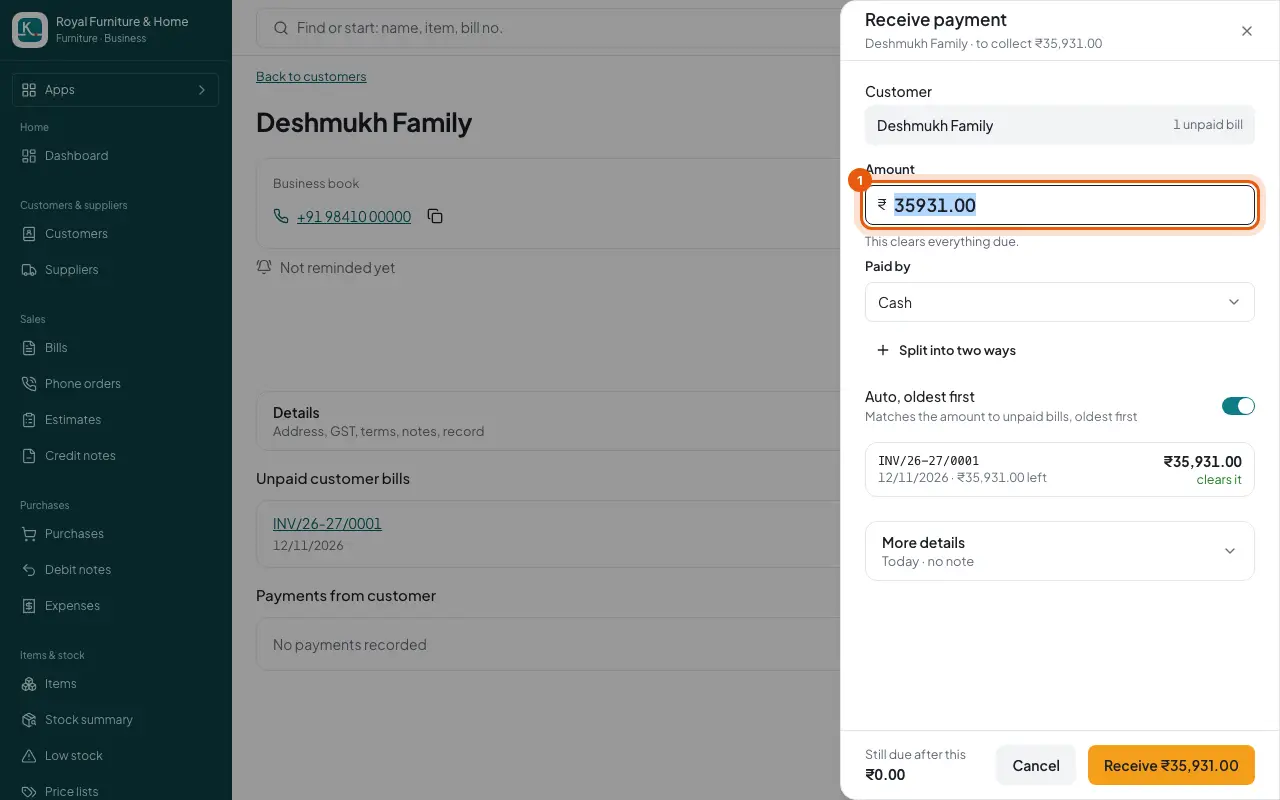 Royal Furniture & Home
Furniture · Business
Apps
Home
Dashboard
Customers & suppliers
Customers
Suppliers
Sales
Bills
Phone orders
Estimates
Credit notes
Purchases
Purchases
Debit notes
Expenses
Items & stock
Items
Stock summary
Low stock
Price lists
Find or start: name, item, bill no.
Back to customers
Deshmukh Family
Business book
+91 98410 00000
Not reminded yet
Details
Address, GST, terms, notes, record
Unpaid customer bills
INV/26-27/0001
12/11/2026
Payments from customer
No payments recorded
Receive payment
Deshmukh Family · to collect ₹35,931.00
Customer
Deshmukh Family 1 unpaid bill
Amount
1
₹ 35931.00
This clears everything due.
Paid by
Cash
Split into two ways
Auto, oldest first
Matches the amount to unpaid bills, oldest first
INV/26-27/0001 ₹35,931.00
12/11/2026 · ₹35,931.00 left clears it
More details
Today · no note
Still due after this
₹0.00
Cancel
Receive ₹35,931.00